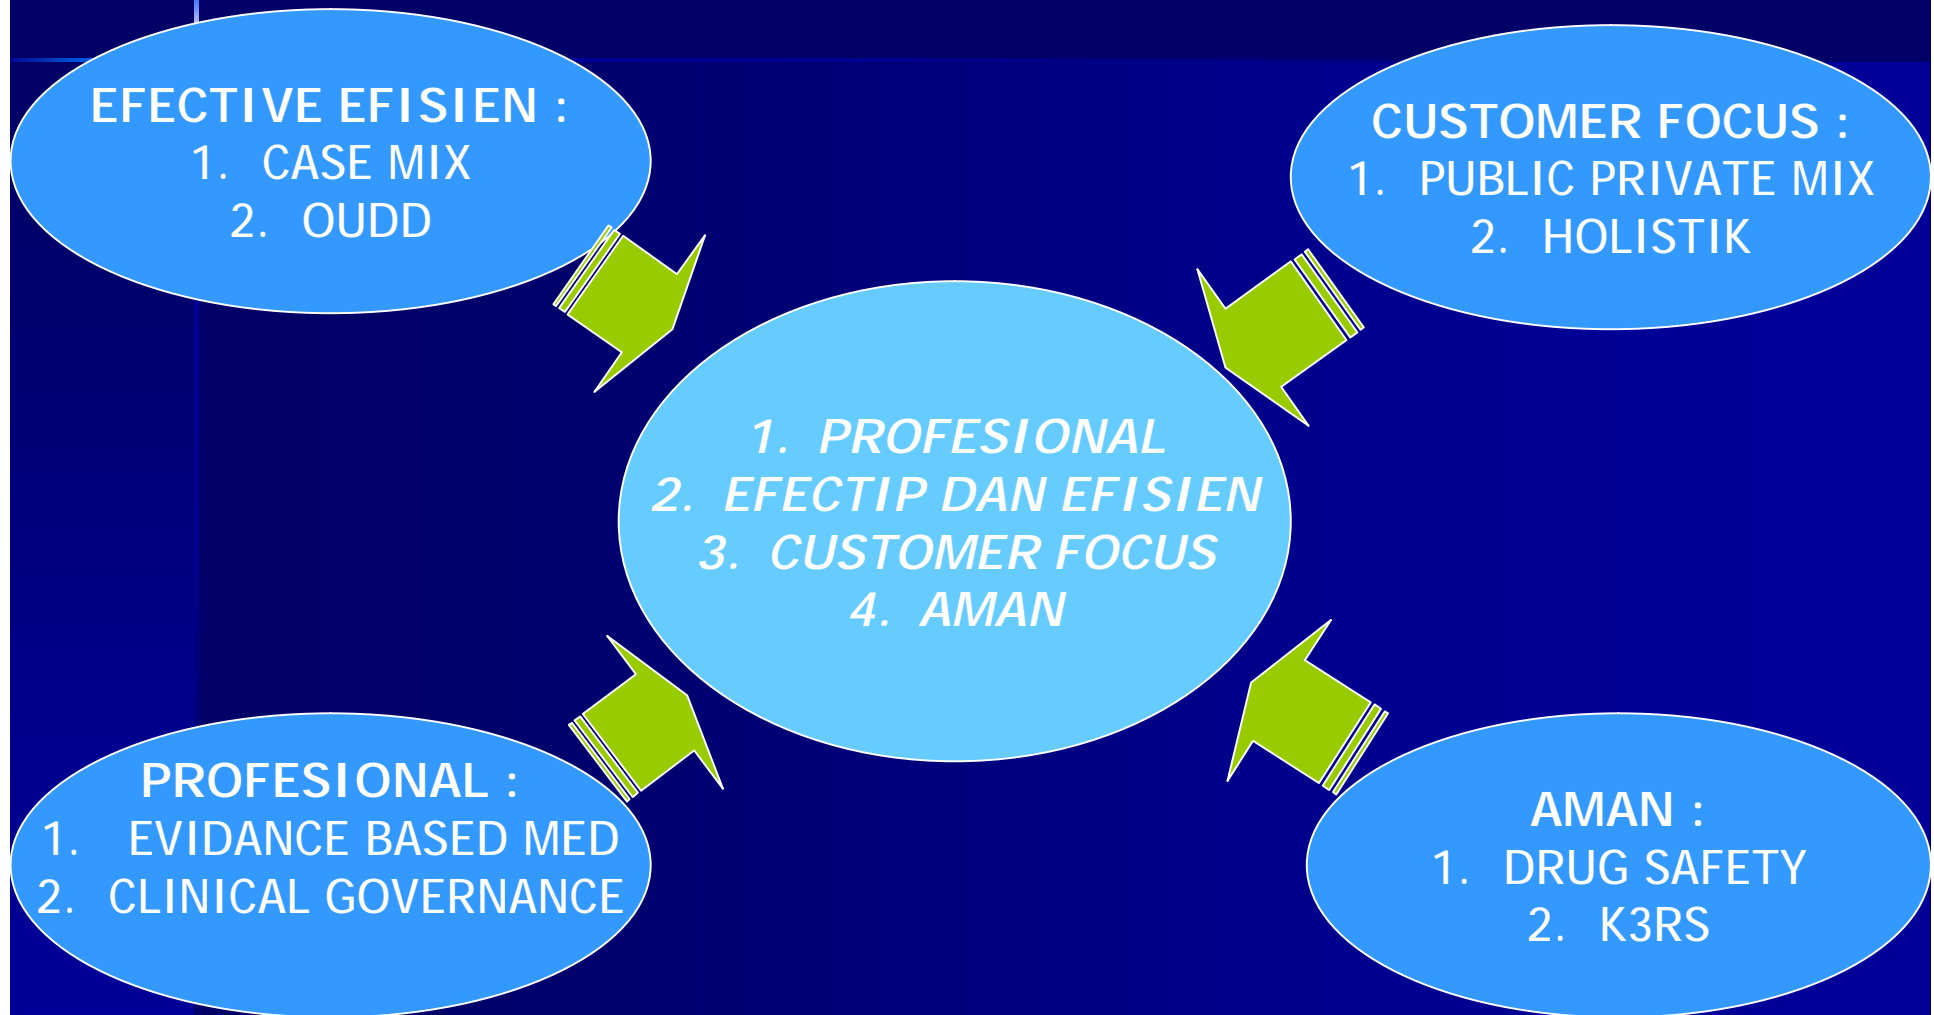 EFECTIVE EFISIEN :
1. CASE MIX
2. OUDD
CUSTOMER FOCUS :
1. PUBLIC PRIVATE MIX
2. HOLISTIK
1. PROFESIONAL
2. EFECTIP DAN EFISIEN
3. CUSTOMER FOCUS
4. AMAN
PROFESIONAL :
1. EVIDANCE BASED MED
2. CLINICAL GOVERNANCE
AMAN :
1. DRUG SAFETY
2. K3RS